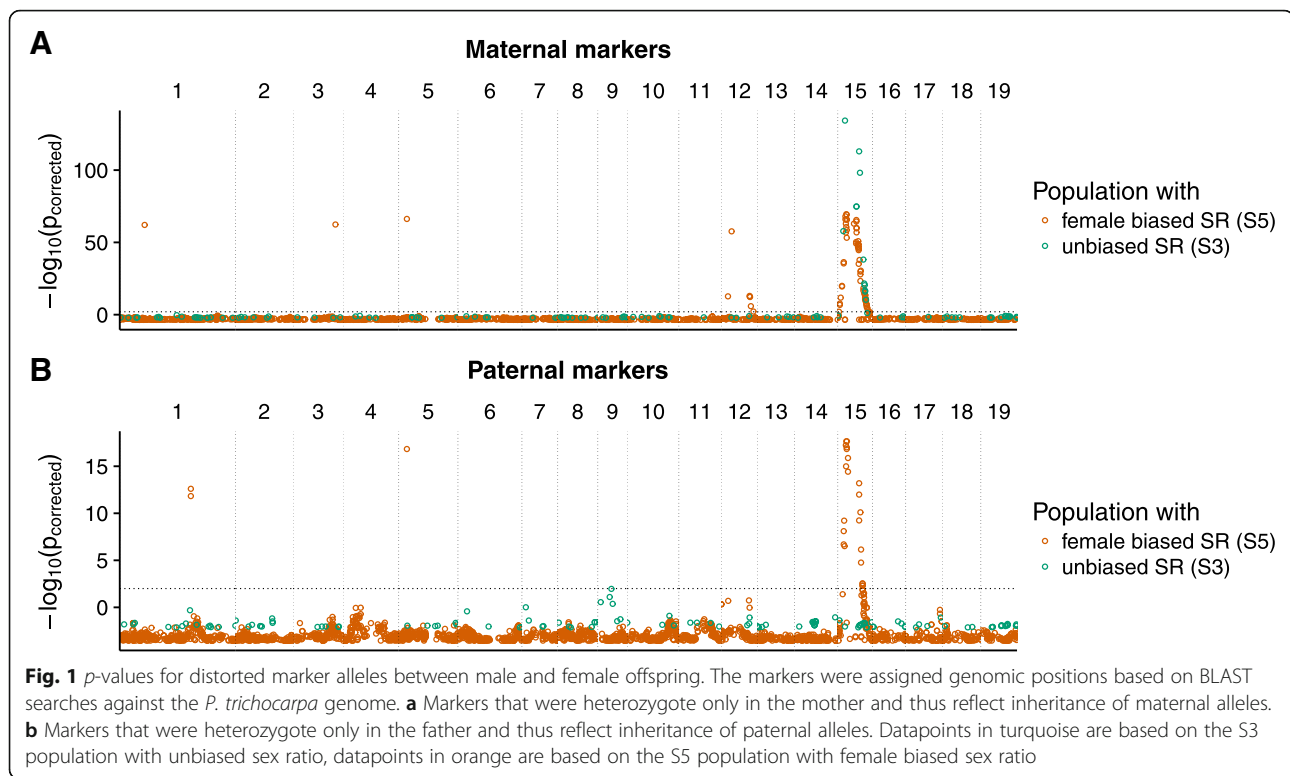 A
Maternal markers
1 2 3 4 5 6 7 8 9 10 11 12 13 14 15 16 17 18 19
−log10(pcorrected)
100
50
0
Population with
female biased SR (S5)
unbiased SR (S3)
B
Paternal markers
1 2 3 4 5 6 7 8 9 10 11 12 13 14 15 16 17 18 19
−log10(pcorrected)
15
10
5
0
Population with
female biased SR (S5)
unbiased SR (S3)
Fig. 1 p-values for distorted marker alleles between male and female offspring. The markers were assigned genomic positions based on BLAST
searches against the P. trichocarpa genome. a Markers that were heterozygote only in the mother and thus reflect inheritance of maternal alleles.
b Markers that were heterozygote only in the father and thus reflect inheritance of paternal alleles. Datapoints in turquoise are based on the S3
population with unbiased sex ratio, datapoints in orange are based on the S5 population with female biased sex ratio